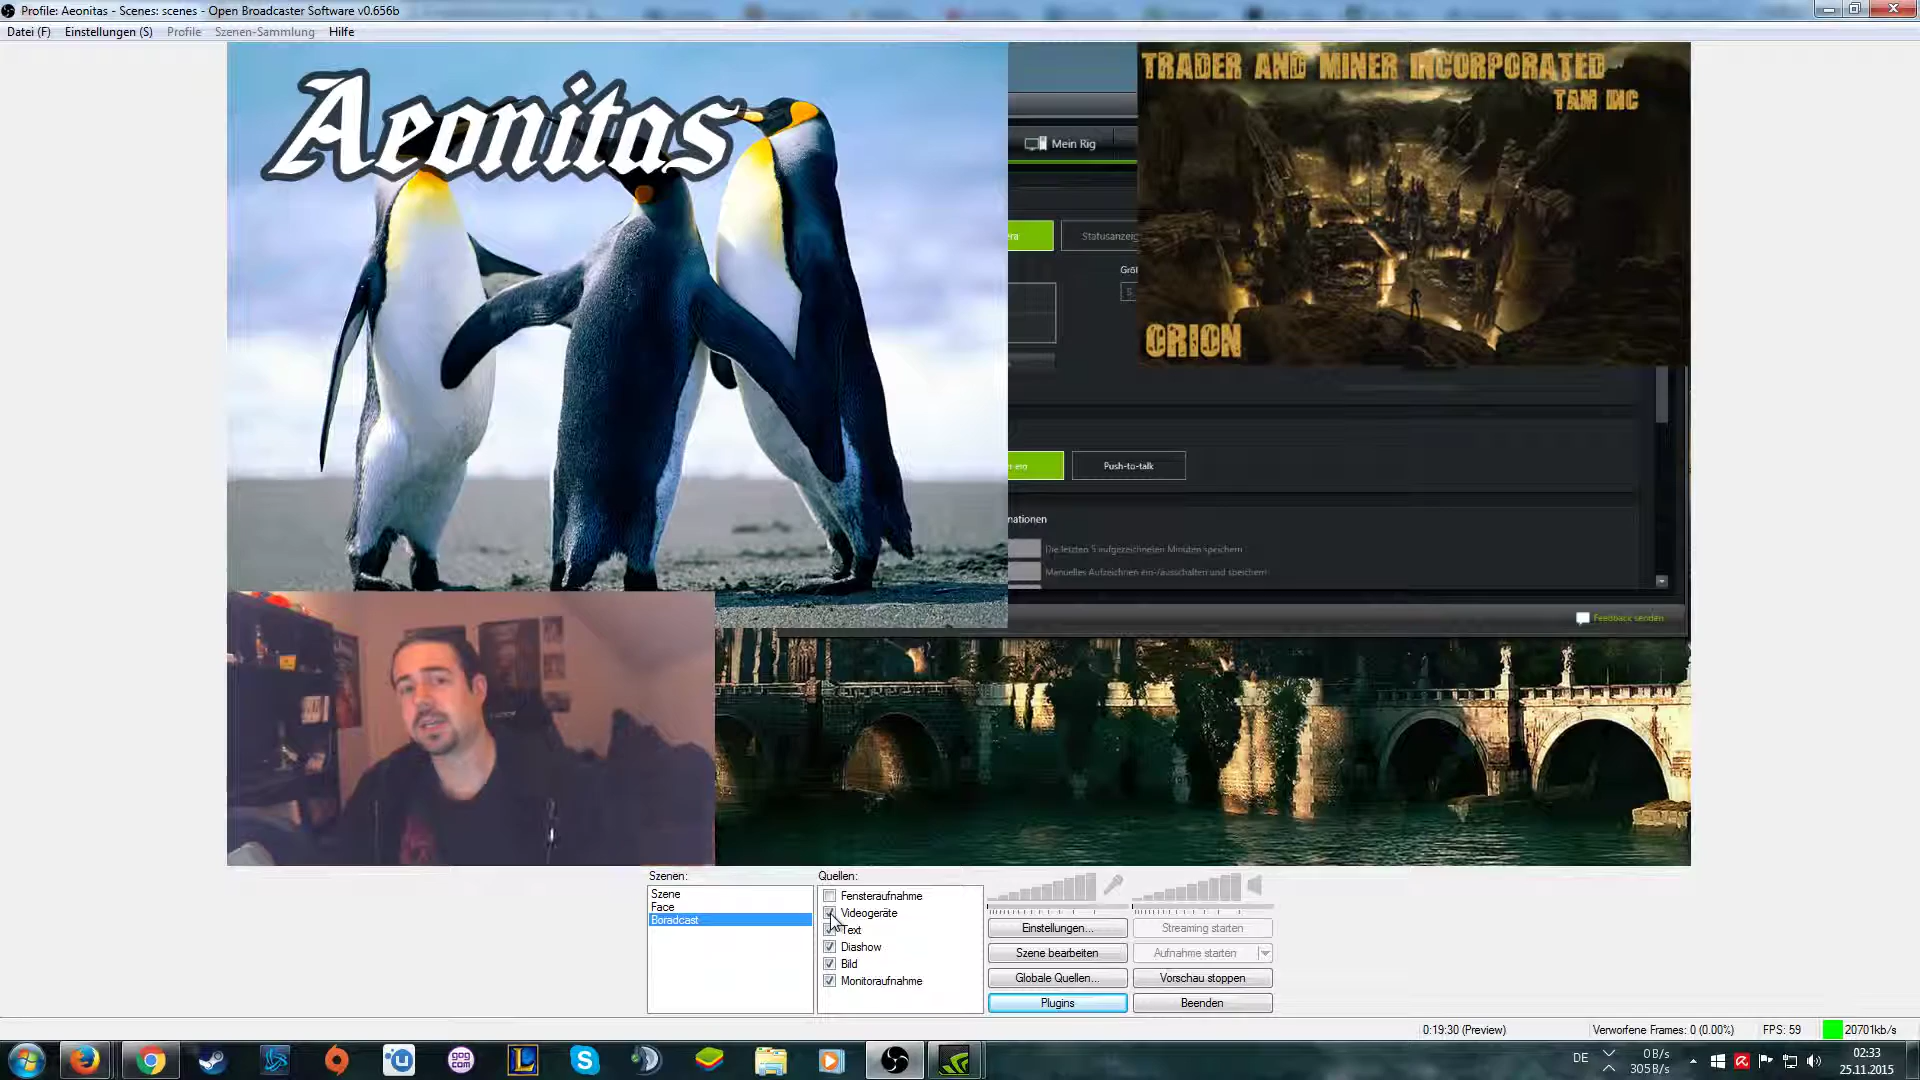 Profile: Aeonitas - Scenes: scenes - Open Broadcaster Software v0.656b
Datei (F) Einstellungen (S) Profile Szenen-Sammlung Hilfe
Aeonitas
TRADER AND MINER INCORPORATED
TAM INC
Mein Rig
Statusanzeig
Größ
ORION
Push-to-talk
mationen
Die letzten 5 aufgezeichneten Minuten speichern
Manuelles Aufzeichnen ein-/ausschalten und speichern
Feedback senden
Szenen:
Quellen:
Szene
Face
Boradcast
Fensteraufnahme
Videogeräte
Text
Diashow
Bild
Monitoraufnahme
Einstellungen...
Streaming starten
Szene bearbeiten
Aufnahme starten
Globale Quellen...
Vorschau stoppen
Plugins
Beenden
0:19:30 (Preview)
Verworfene Frames: 0 (0.00%)
FPS: 59
20701kb/s
gog
com
L
DE
0 B/s
305 B/s
02:33
25.11.2015